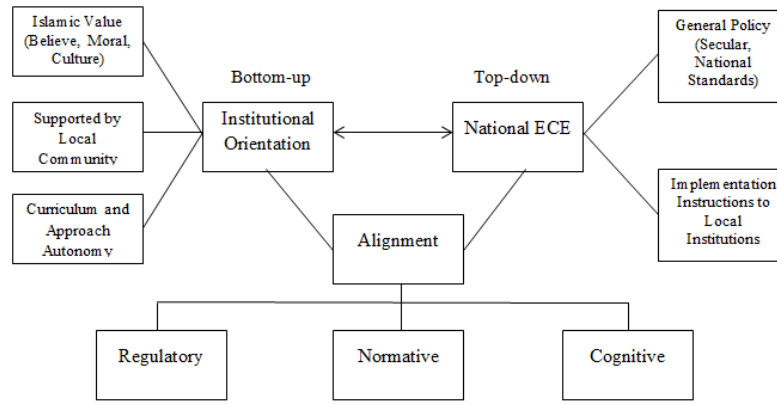 Islamic Value
(Believe, Moral,
Culture)
Supported by
Local
Community
Curriculum and
Approach
Autonomy
Bottom-up
Institutional
Orientation
Top-down
National ECE
General Policy
(Secular,
National
Standards)
Implementation
Instructions to
Local
Institutions
Alignment
Regulatory
Normative
Cognitive